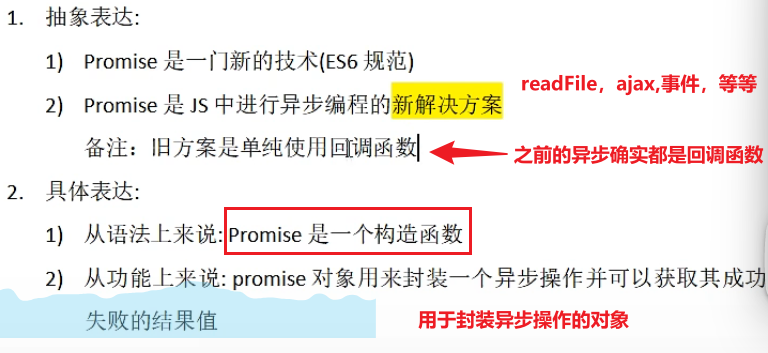 1. 抽象表达:
1) Promise 是一门新的技术(ES6 规范)
2) Promise 是 JS 中进行异步编程的新解决方案
readFile，ajax,事件，等等
备注：旧方案是单纯使用回调函数
之前的异步确实都是回调函数
2. 具体表达:
1) 从语法上来说: Promise 是一个构造函数
2) 从功能上来说: promise 对象用来封装一个异步操作并可以获取其成功
失败的结果值
用于封装异步操作的对象